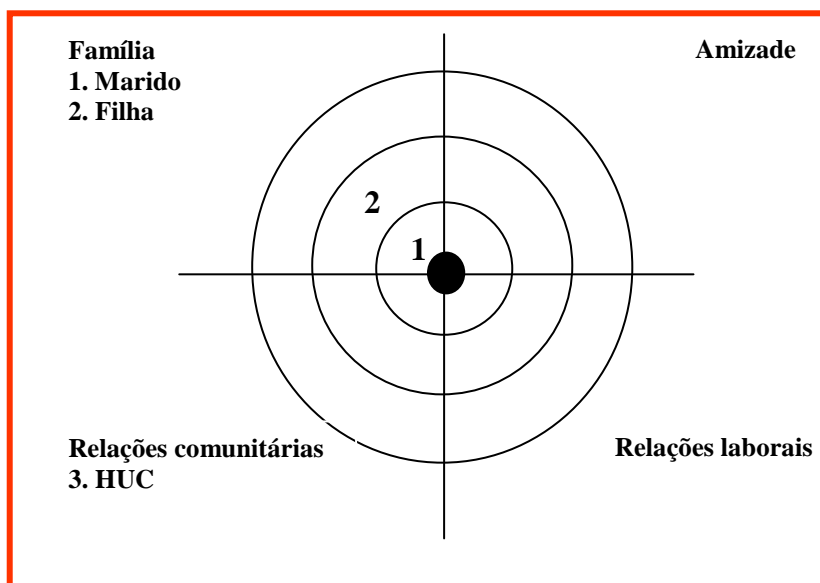 Família
1. Marido
2. Filha
Amizade
2
1
Relações comunitárias
3. HUC
Relações laborais